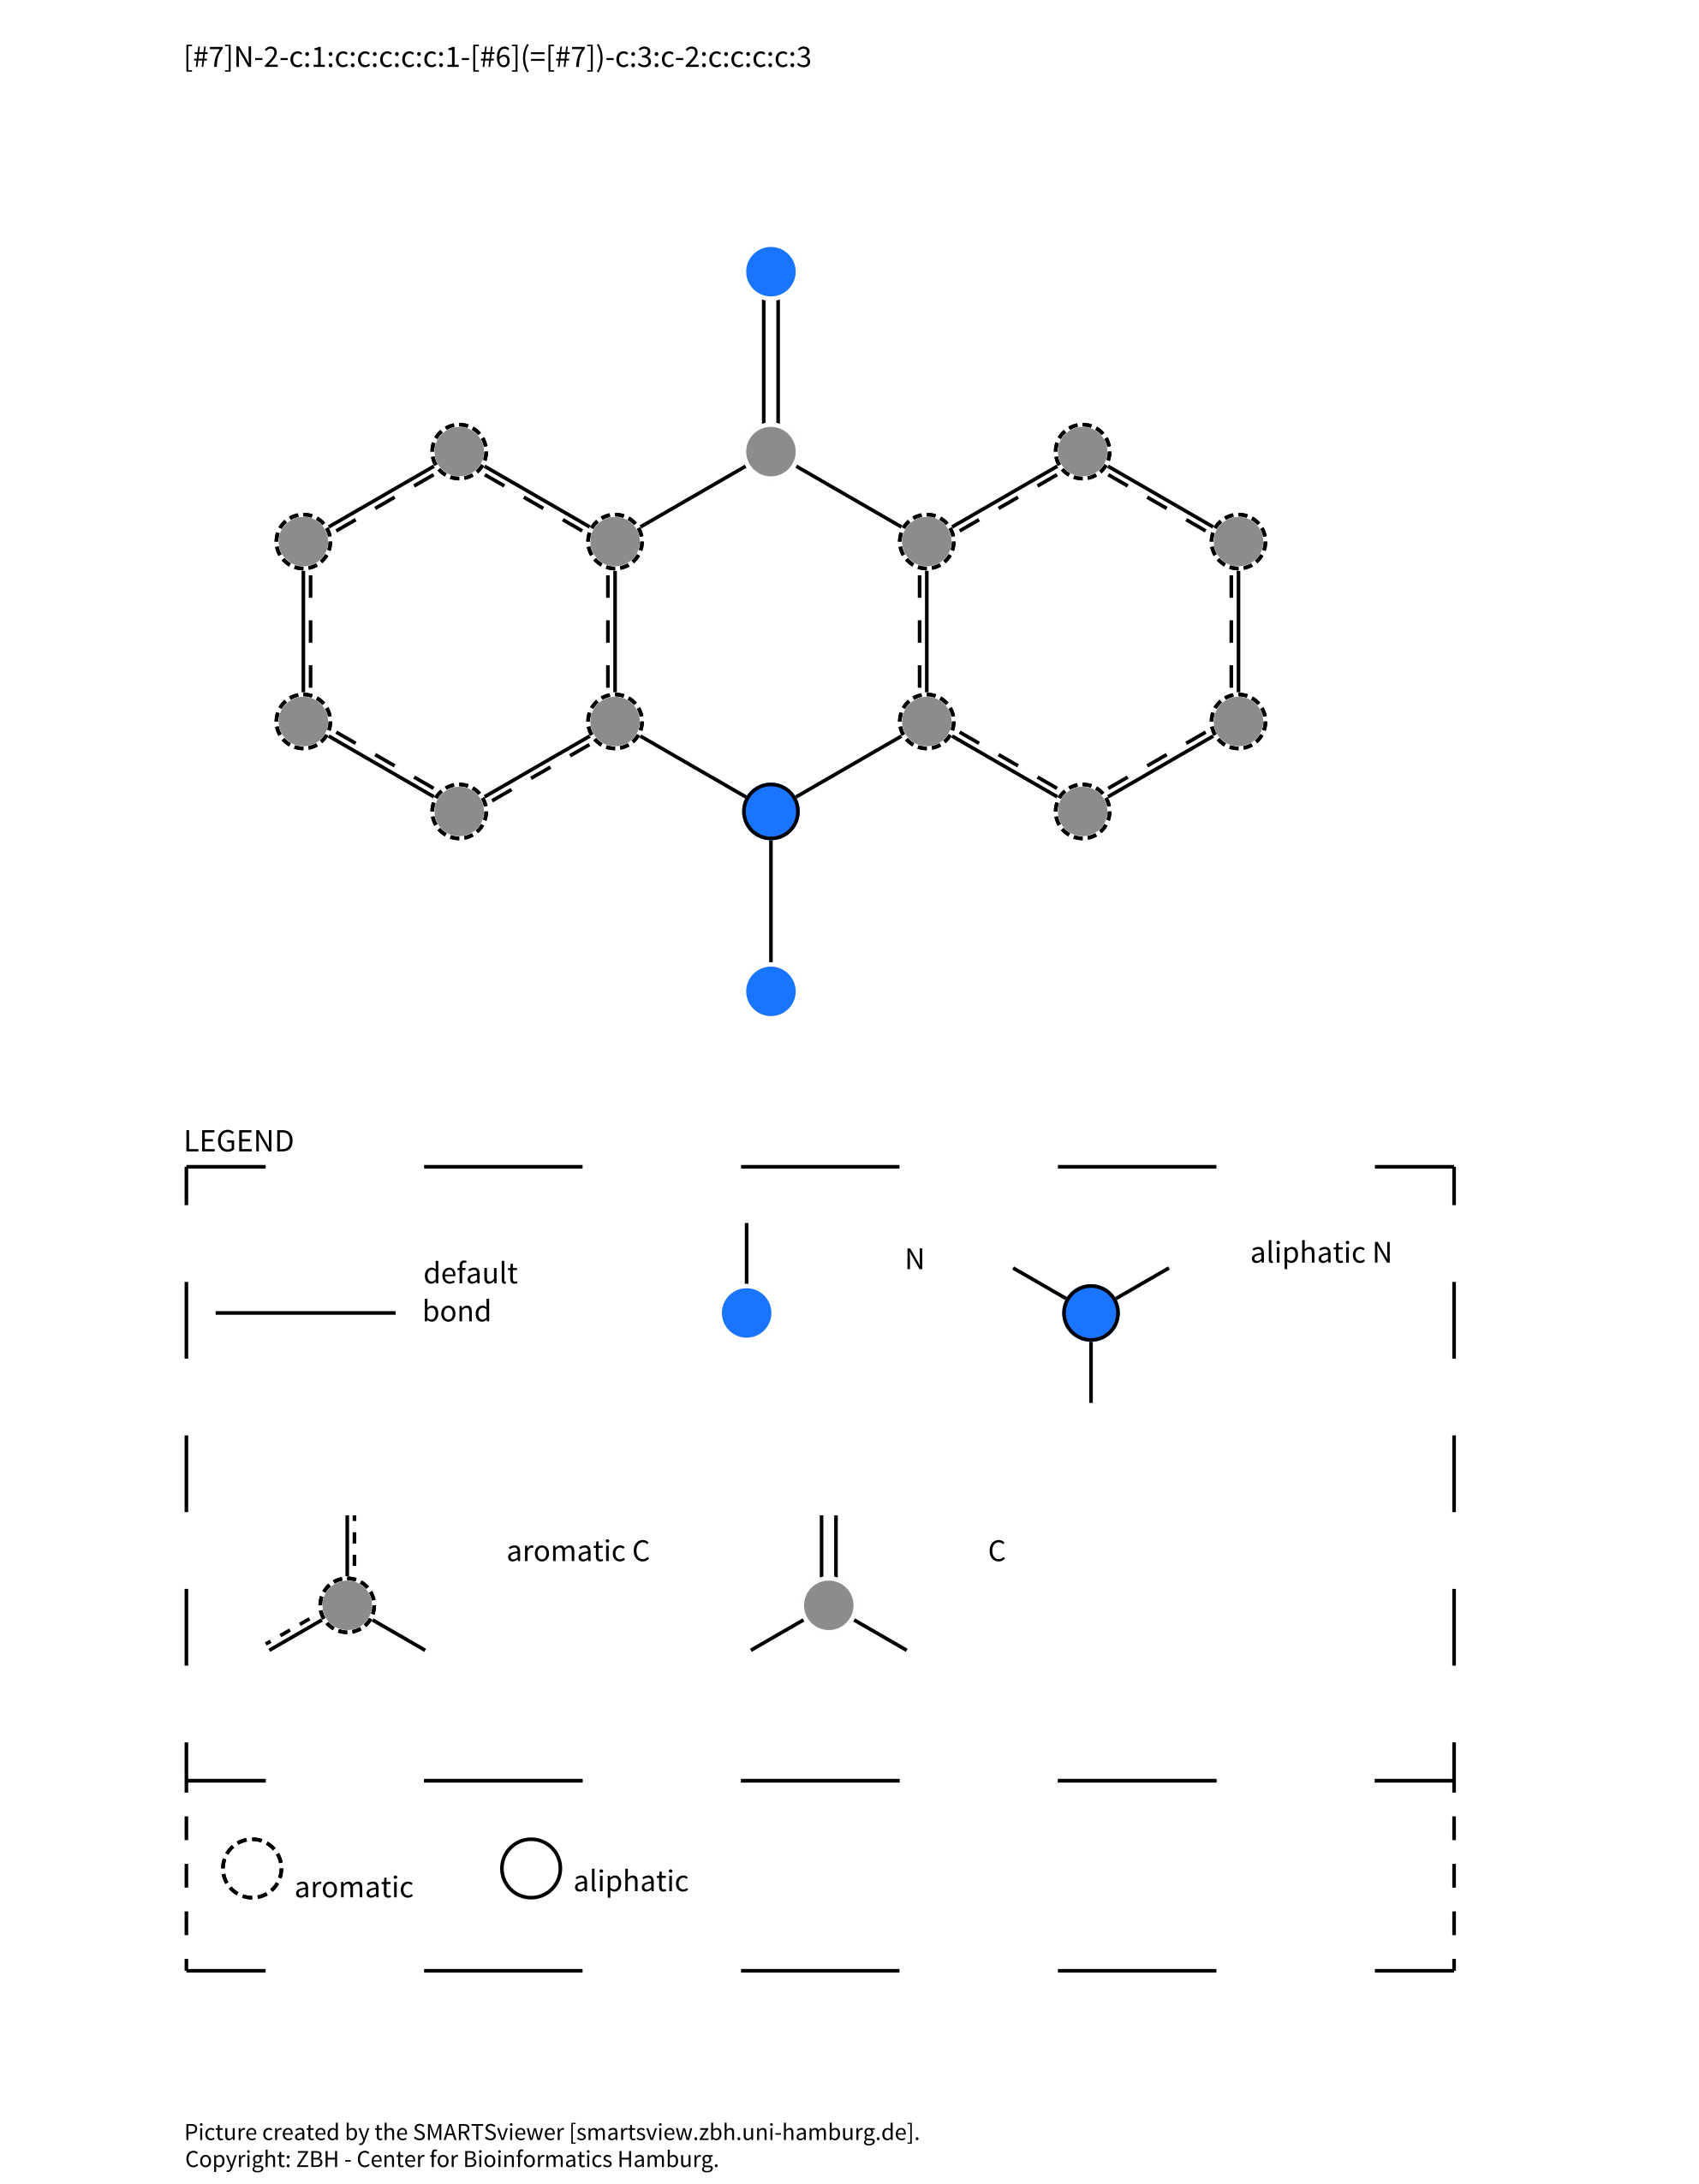 [#7]N-2-c:1:c:c:c:c:c:1-[#6](=[#7])-c:3:c-2:c:c:c:c:3
LEGEND
default
bond
N
aliphatic N
aromatic C
C
aromatic
aliphatic
Picture created by the SMARTSviewer [smartsview.zbh.uni-hamburg.de].
Copyright: ZBH - Center for Bioinformatics Hamburg.